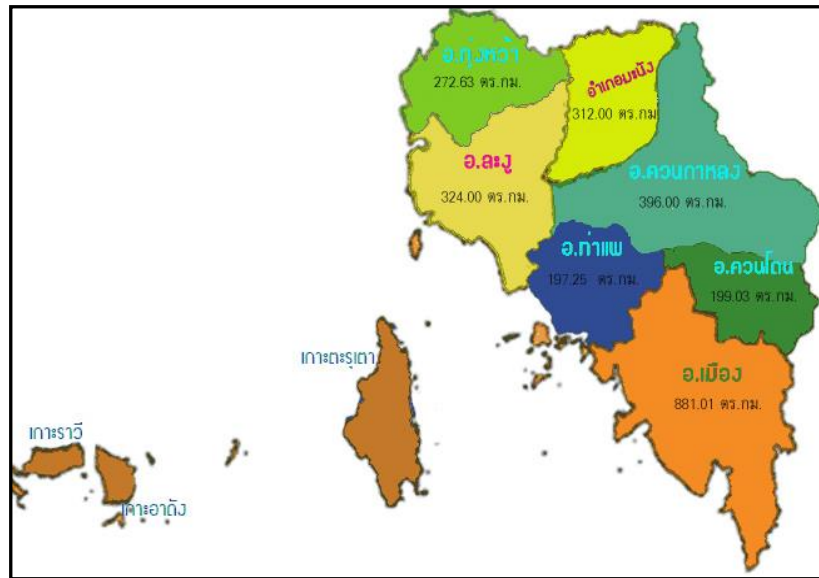 อ.ทุ่งหว้า
272.63 ตร.กม.
อำเภอมะนัง
312.00 ตร.กม
อ.ละงู
324.00 ตร.กม.
อ.ควนกาหลง
396.00 ตร.กม.
อ.ท่าแพ
197.25 ตร.กม.
อ.ควนโดน
199.03 ตร.กม.
เกาะตะรุเตา
อ.เมือง
881.01 ตร.กม.
เกาะราวี
เกาะอาดัง